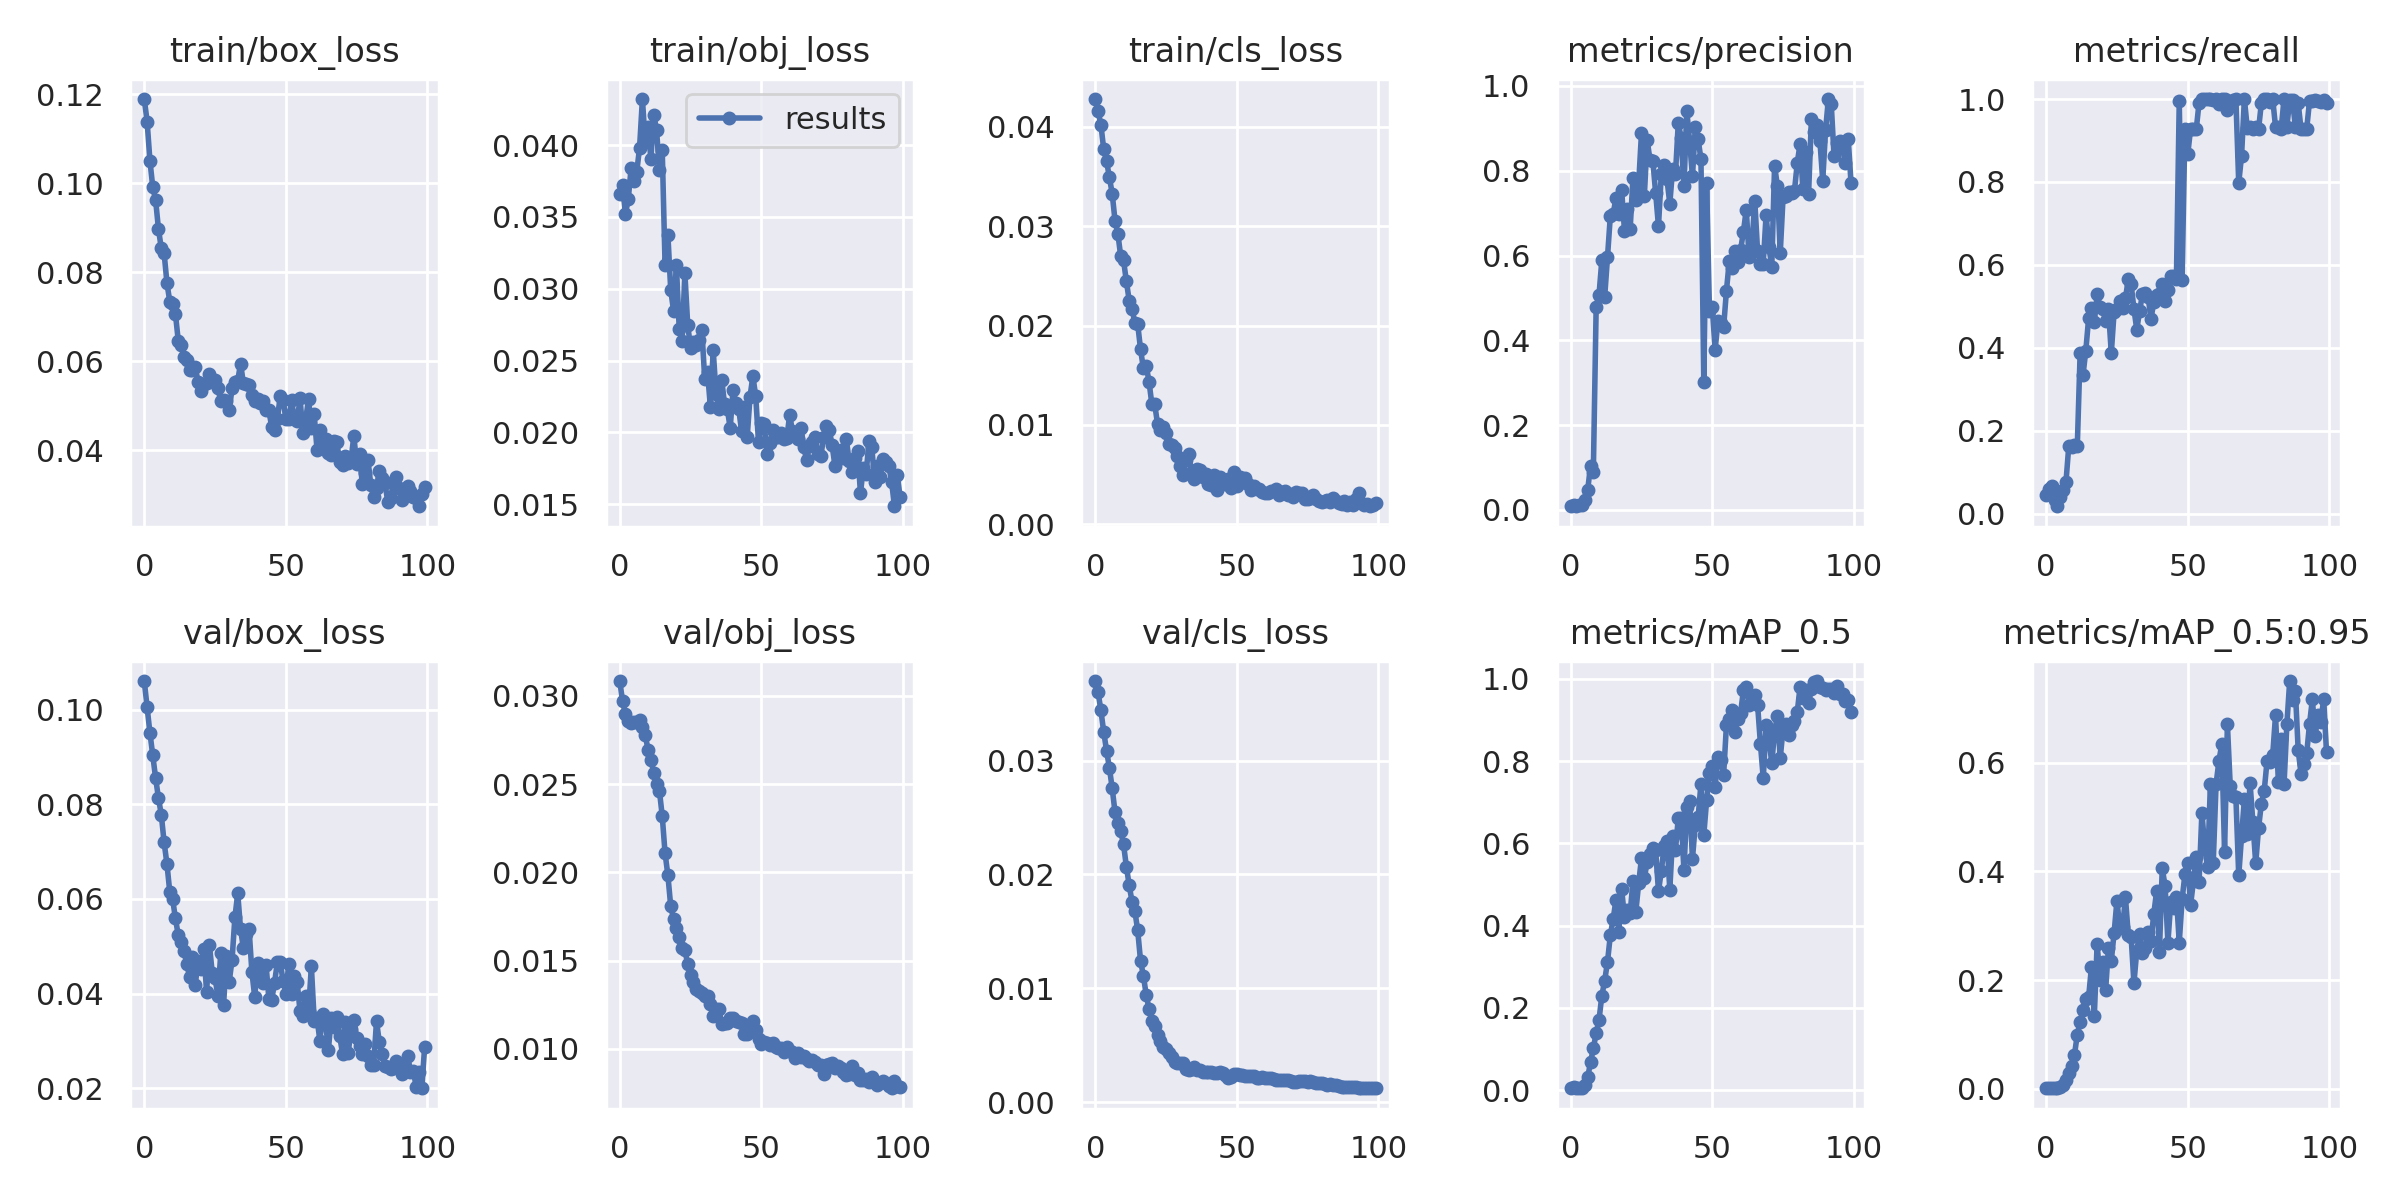 train/box_loss
0.12
0.10
0.08
0.06
0.04
0 50 100
train/obj_loss
results
0.040
0.035
0.030
0.025
0.020
0.015
0 50 100
train/cls_loss
0.04
0.03
0.02
0.01
0.00
0 50 100
metrics/precision
1.0
0.8
0.6
0.4
0.2
0.0
0 50 100
metrics/recall
1.0
0.8
0.6
0.4
0.2
0.0
0 50 100
val/box_loss
0.10
0.08
0.06
0.04
0.02
0 50 100
val/obj_loss
0.030
0.025
0.020
0.015
0.010
0 50 100
val/cls_loss
0.03
0.02
0.01
0.00
0 50 100
metrics/mAP_0.5
1.0
0.8
0.6
0.4
0.2
0.0
0 50 100
metrics/mAP_0.5:0.95
0.6
0.4
0.2
0.0
0 50 100